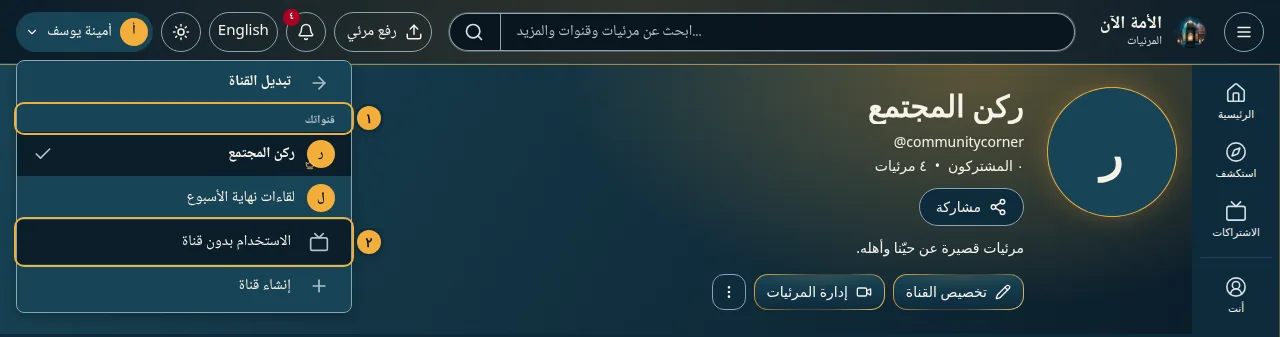 الأمة الآن
المرئيات
ابحث عن مرئيات وقنوات والمزيد...
رفع مرئي
٤
English
أ
أمينة يوسف
تبديل القناة
قنواتك
١
ر
ركن المجتمع
ل
لقاءات نهاية الأسبوع
الاستخدام بدون قناة
٢
إنشاء قناة
ر
ركن المجتمع
@communitycorner
٠ المشتركون • ٤ مرئيات
مشاركة
مرئيات قصيرة عن حيّنا وأهله.
تخصيص القناة
إدارة المرئيات
الرئيسية
استكشف
الاشتراكات
أنت